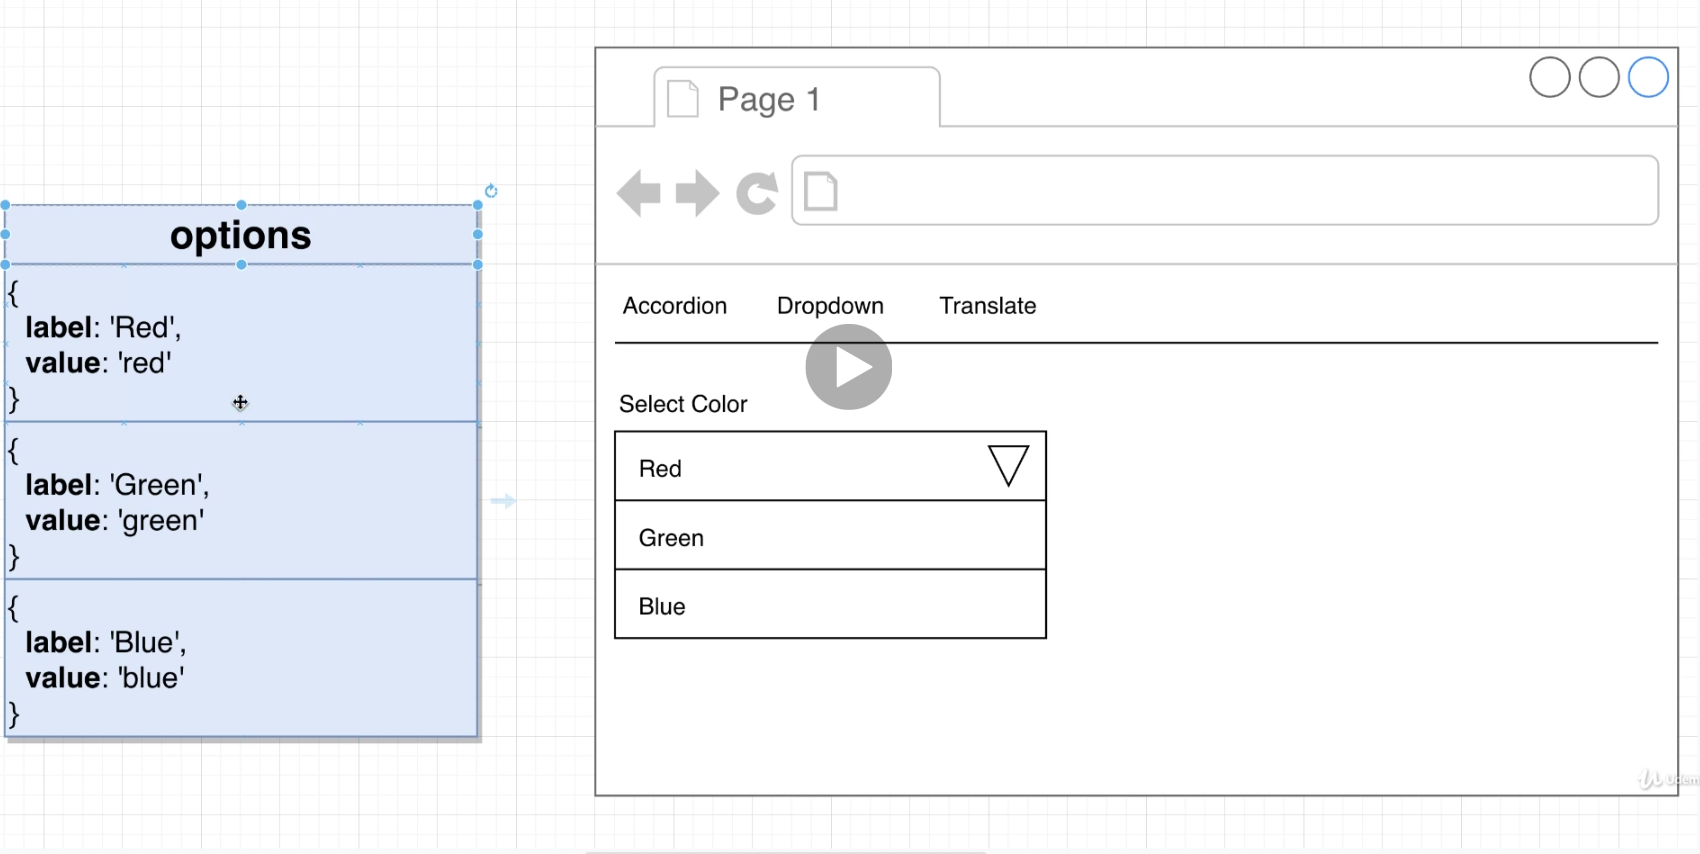 options
{
label: 'Red',
value: 'red'
}
{
label: 'Green',
value: 'green'
}
{
label: 'Blue',
value: 'blue'
}
Page 1
Accordion Dropdown Translate
Select Color
Red
Green
Blue